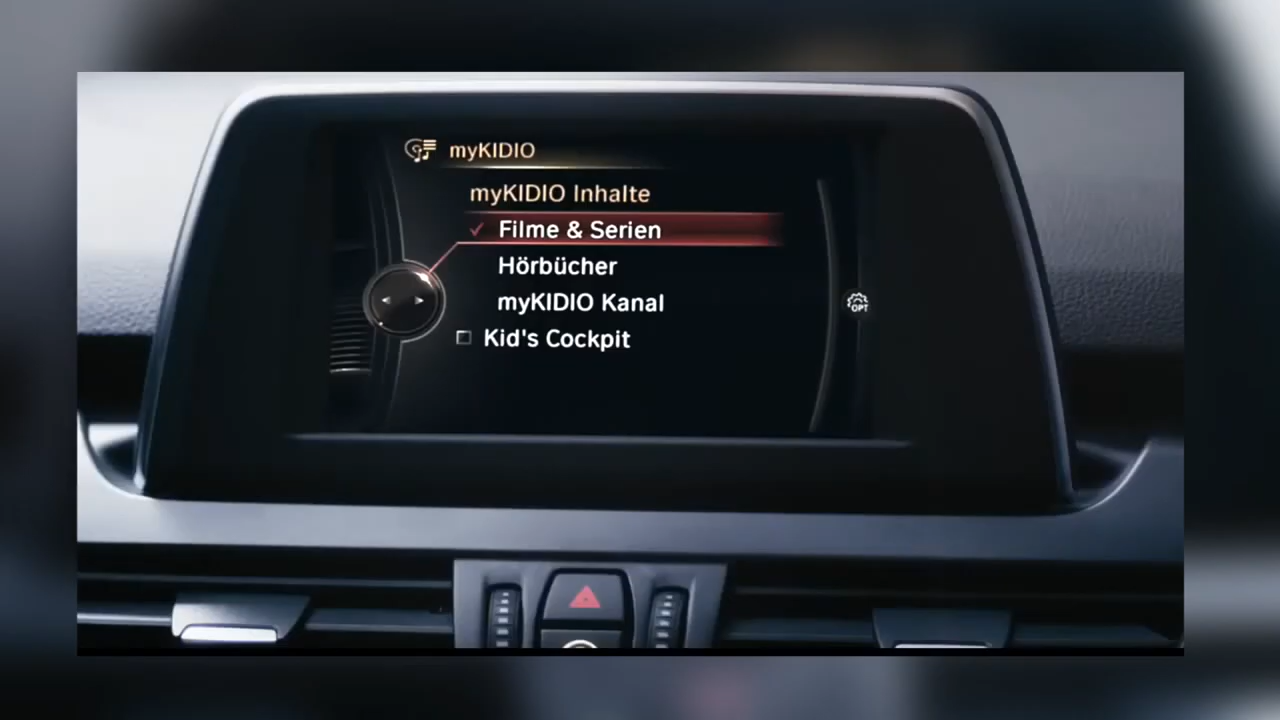 myKIDIO
myKIDIO Inhalte
Filme & Serien
Hörbücher
myKIDIO Kanal
Kid's Cockpit
OPT